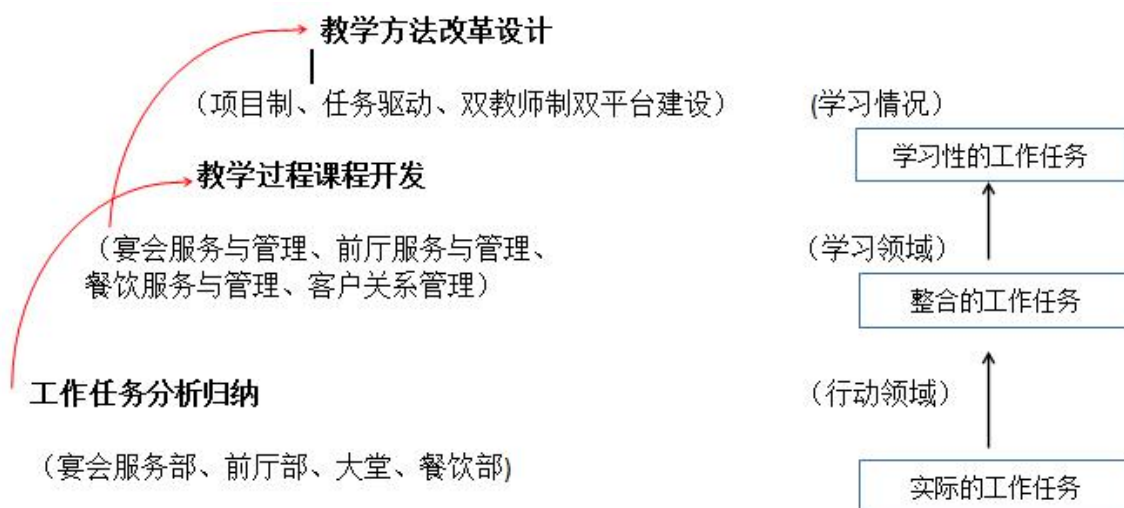 教学方法改革设计
（项目制、任务驱动、双教师制双平台建设）
(学习情况）
学习性的工作任务
教学过程课程开发
（宴会服务与管理、前厅服务与管理、
餐饮服务与管理、客户关系管理）
（学习领域）
整合的工作任务
工作任务分析归纳
（行动领域）
（宴会服务部、前厅部、大堂、餐饮部)
实际的工作任务